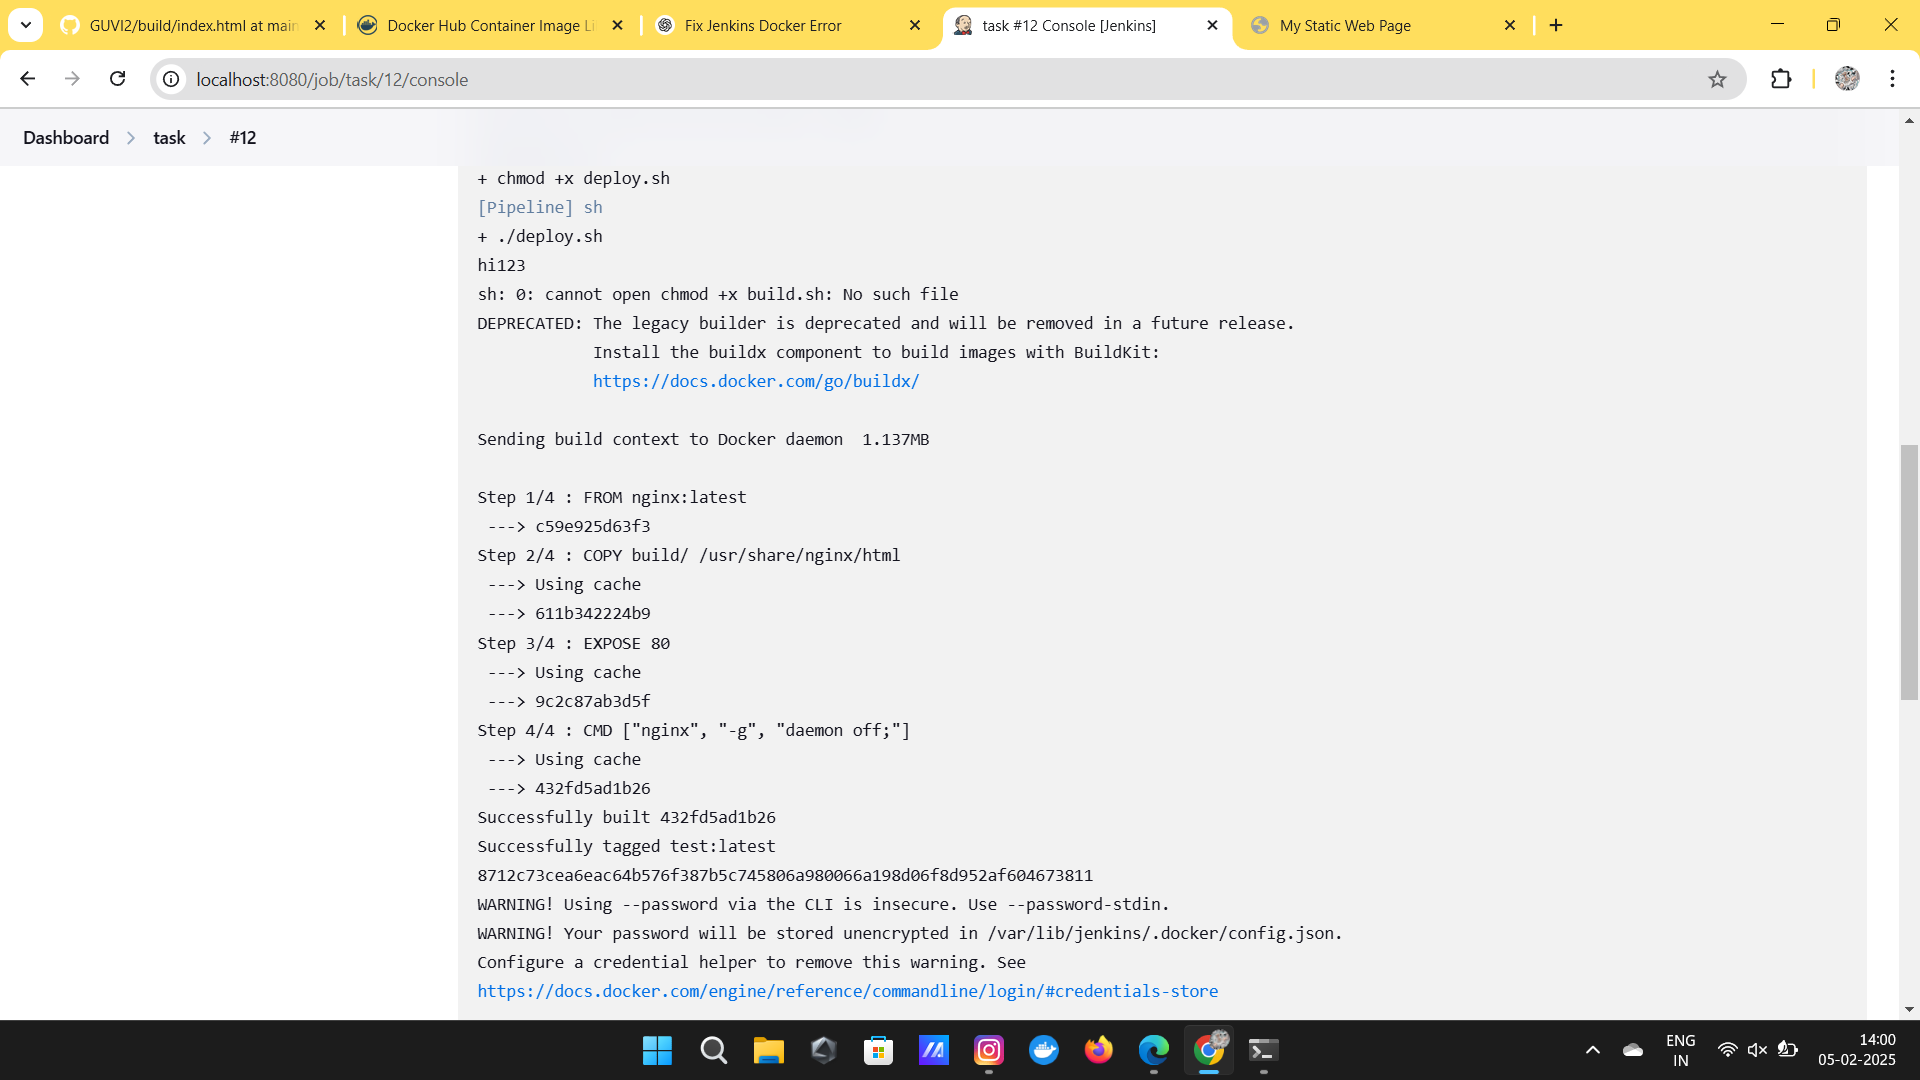 GUVI2/build/index.html at main
Docker Hub Container Image Li
Fix Jenkins Docker Error
task #12 Console [Jenkins]
My Static Web Page
localhost:8080/job/task/12/console
Dashboard
task
#12
+ chmod +x deploy.sh
[Pipeline] sh
+ ./deploy.sh
hi123
sh: 0: cannot open chmod +x build.sh: No such file
DEPRECATED: The legacy builder is deprecated and will be removed in a future release.
Install the buildx component to build images with BuildKit:
https://docs.docker.com/go/buildx/
Sending build context to Docker daemon  1.137MB
Step 1/4 : FROM nginx:latest
---> c59e925d63f3
Step 2/4 : COPY build/ /usr/share/nginx/html
---> Using cache
---> 611b342224b9
Step 3/4 : EXPOSE 80
---> Using cache
---> 9c2c87ab3d5f
Step 4/4 : CMD ["nginx", "-g", "daemon off;"]
---> Using cache
---> 432fd5ad1b26
Successfully built 432fd5ad1b26
Successfully tagged test:latest
8712c73cea6eac64b576f387b5c745806a980066a198d06f8d952af604673811
WARNING! Using --password via the CLI is insecure. Use --password-stdin.
WARNING! Your password will be stored unencrypted in /var/lib/jenkins/.docker/config.json.
Configure a credential helper to remove this warning. See
https://docs.docker.com/engine/reference/commandline/login/#credentials-store
ENG
IN
14:00
05-02-2025